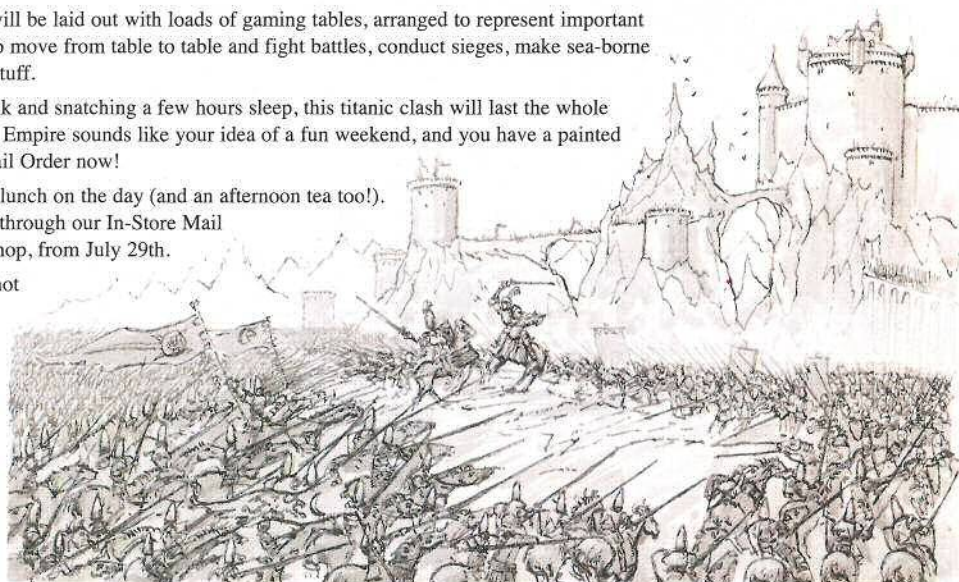 will be laid out with loads of gaming tables, arranged to represent important
move from table to table and fight battles, conduct sieges, make sea-borne
tuff.
and snatching a few hours sleep, this titanic clash will last the whole
Empire sounds like your idea of a fun weekend, and you have a painted
il Order now!
lunch on the day (and an afternoon tea too!).
through our In-Store Mail
hop, from July 29th.
not